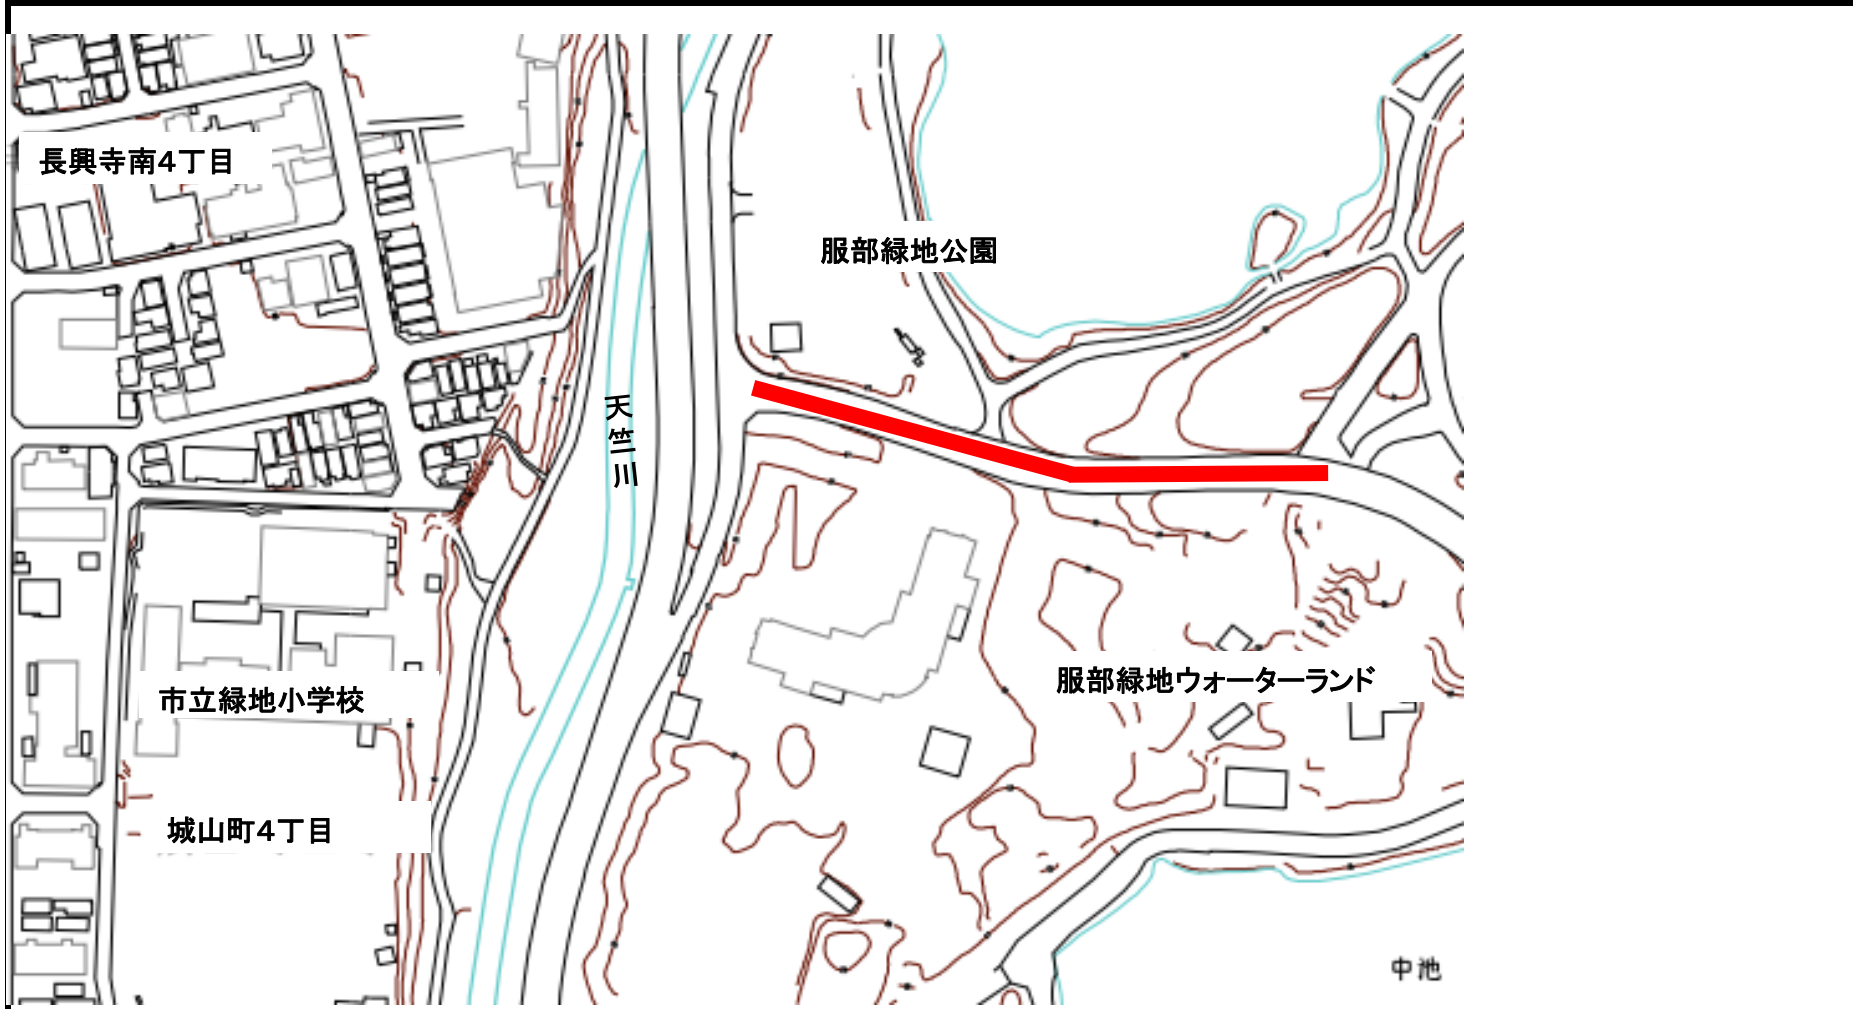 長興寺南4丁目
服部緑地公園
天竺川
服部緑地ウォーターランド
市立緑地小学校
城山町4丁目
中池